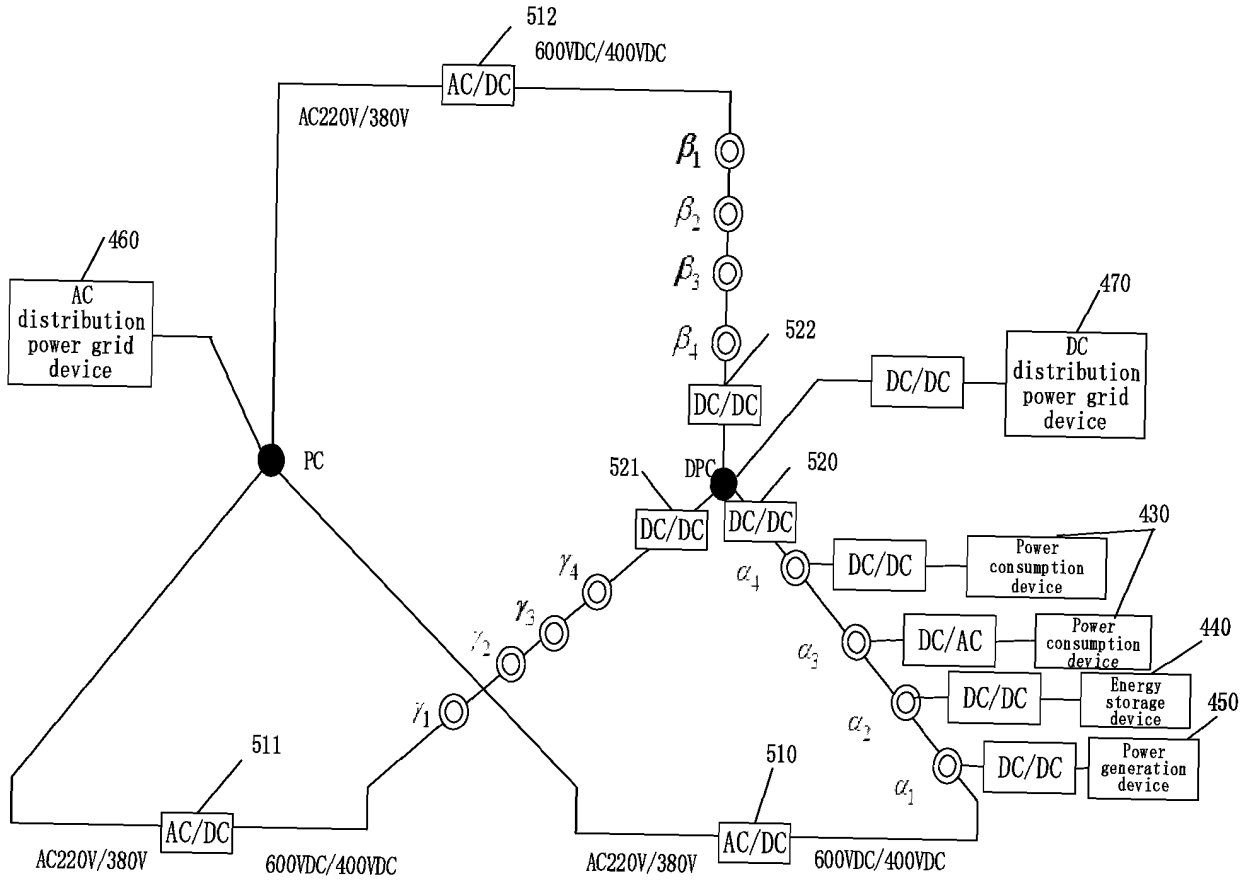 512
600VDC/400VDC
AC/DC
AC220V/380V
β1
β2
β3
β4
460
AC
distribution
power grid
device
470
DC
distribution
power grid
device
522
DC/DC
DC/DC
PC
DPC
521
520
DC/DC
DC/DC
430
γ4
γ3
γ2
γ1
α4
DC/DC
Power
consumption
device
α3
DC/AC
Power
consumption
device
440
α2
DC/DC
Energy
storage
device
450
α1
DC/DC
Power
generation
device
511
510
AC/DC
AC/DC
AC220V/380V
600VDC/400VDC
AC220V/380V
600VDC/400VDC